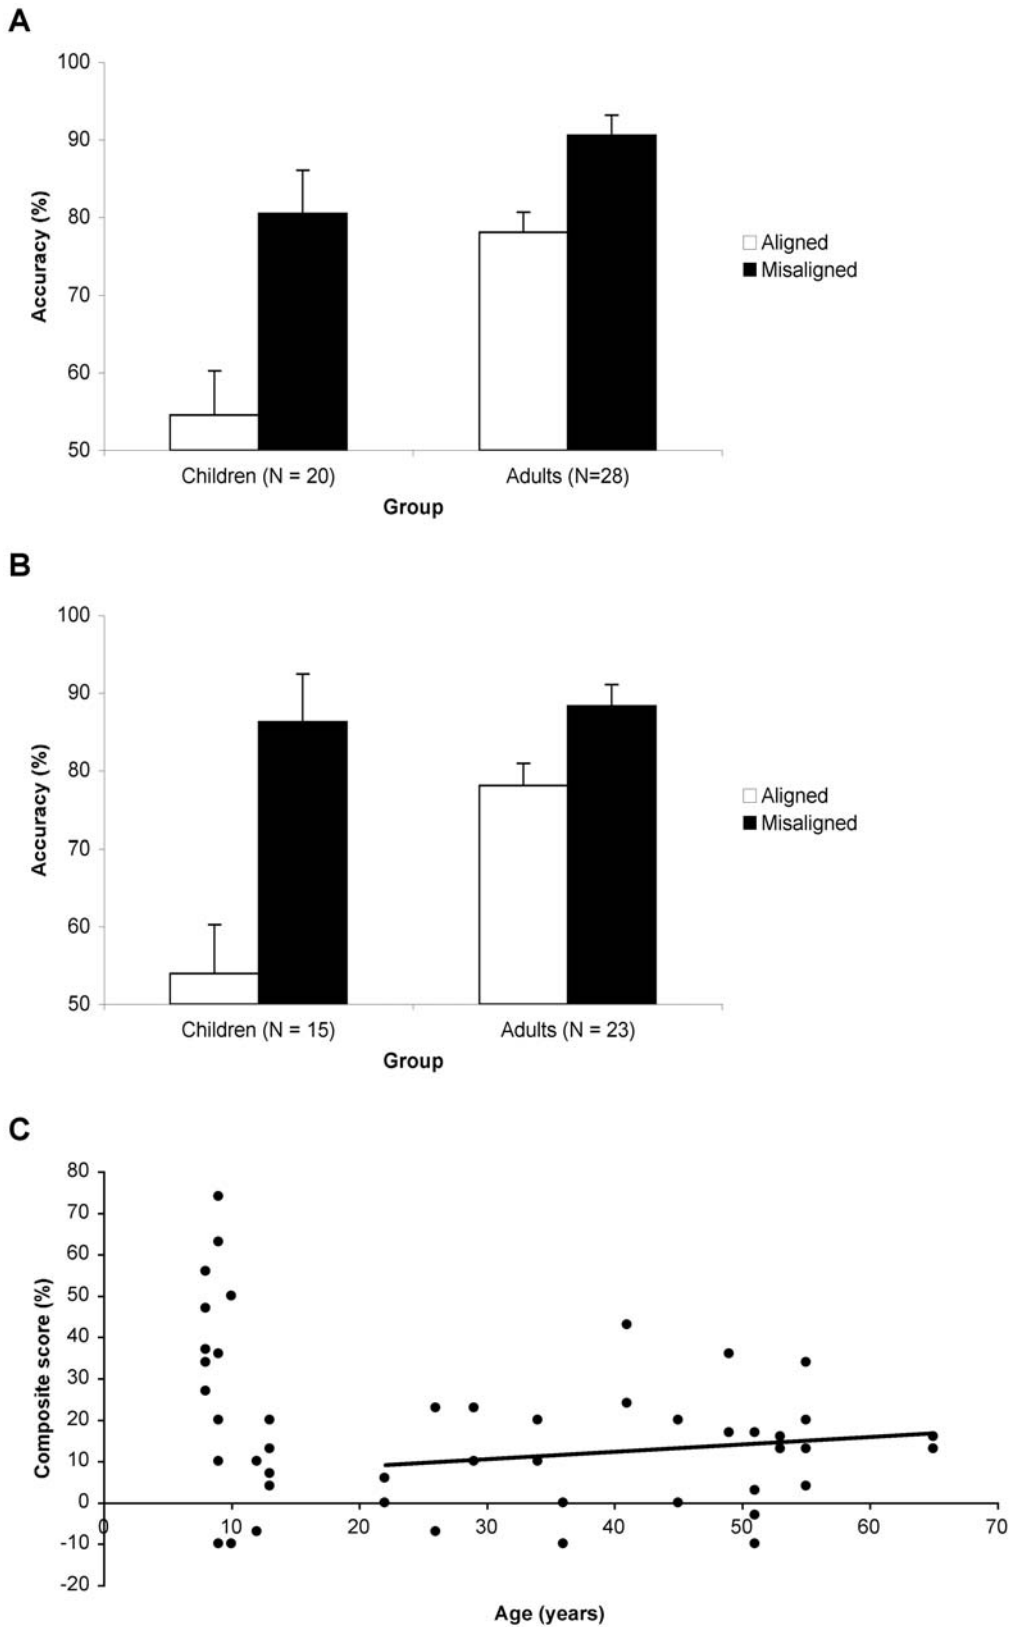 A
100
90
80
70
60
50
Accuracy (%)
Aligned
Misaligned
Children (N = 20)
Adults (N=28)
Group
B
100
90
80
70
60
50
Accuracy (%)
Aligned
Misaligned
Children (N = 15)
Adults (N = 23)
Group
C
80
70
60
50
40
30
20
10
0
-10
-20
Composite score (%)
0 10 20 30 40 50 60 70
Age (years)